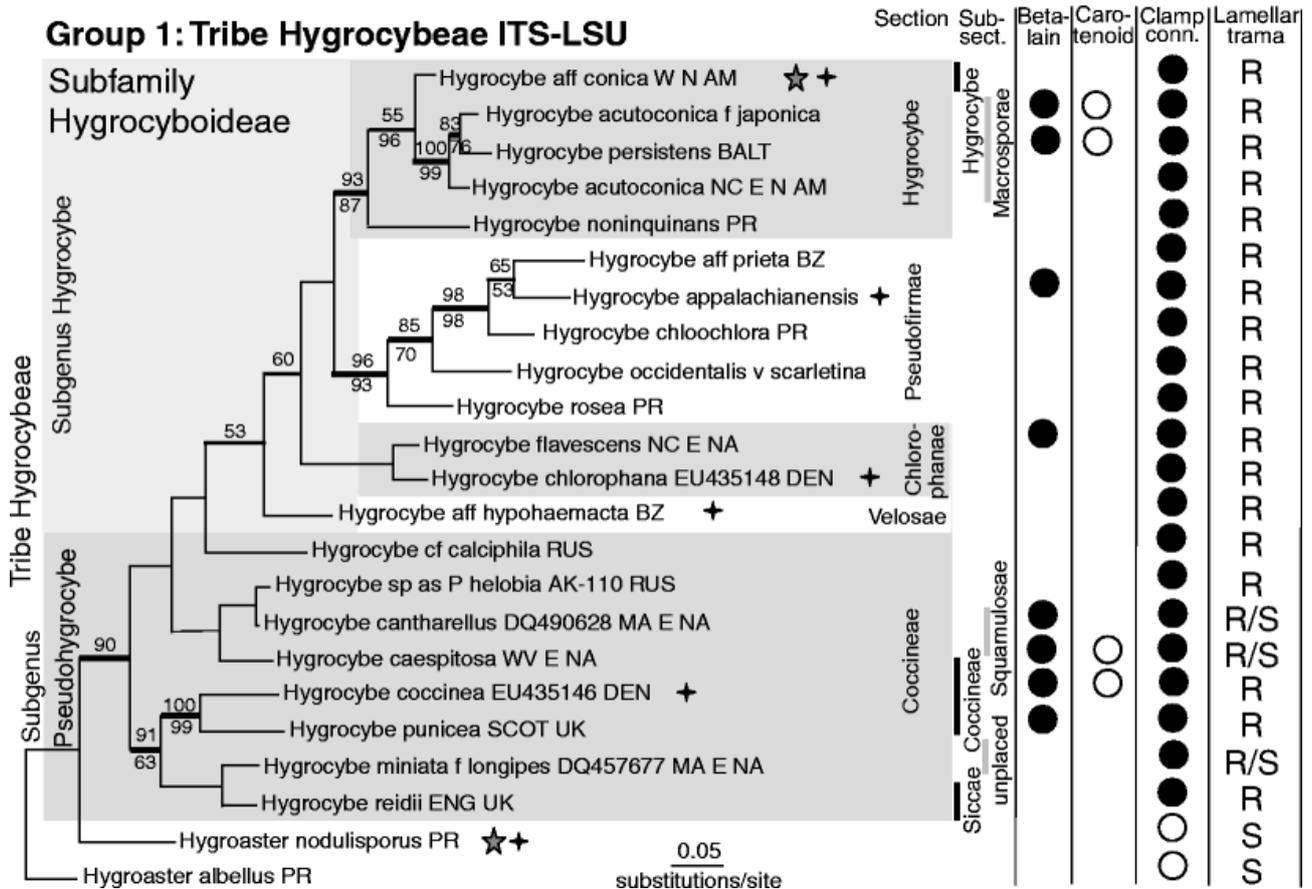 Group 1: Tribe Hygrocybeae ITS-LSU
Section
Sub-
sect.
Beta-
lain
Caro-
tenoid
Clamp
conn.
Lamellar
trama
Subfamily
Hygrocyboideae
Tribe Hygrocybeae
Subgenus Hygrocybe
Subgenus
Pseudohygrocybe
Hygrocybe aff conica W N AM
R
Hygrocybe acutoconica f japonica
R
Hygrocybe persistens BALT
R
Hygrocybe acutoconica NC E N AM
R
Hygrocybe noninquinans PR
R
Hygrocybe aff prieta BZ
R
Hygrocybe appalachianensis
R
Hygrocybe chloochlora PR
R
Hygrocybe occidentalis v scarletina
R
Hygrocybe rosea PR
R
Hygrocybe flavescens NC E NA
R
Hygrocybe chlorophana EU435148 DEN
R
Hygrocybe aff hypohaemacta BZ
R
Hygrocybe cf calciphila RUS
R
Hygrocybe sp as P helobia AK-110 RUS
R
Hygrocybe cantharellus DQ490628 MA E NA
R/S
Hygrocybe caespitosa WV E NA
R/S
Hygrocybe coccinea EU435146 DEN
R
Hygrocybe punicea SCOT UK
R
Hygrocybe miniata f longipes DQ457677 MA E NA
R/S
Hygrocybe reidii ENG UK
R
Hygroaster nodulisporus PR
S
Hygroaster albellus PR
S
55
96
83
76
100
99
93
87
65
53
98
98
85
70
96
93
60
53
90
100
99
91
63
Hygrocybe
Pseudofirmae
Chloro-
phanae
Velosae
Coccineae
Hygrocybe
Macrosporae
Squamulosae
Coccineae
unplaced
Siccae
0.05
substitutions/site